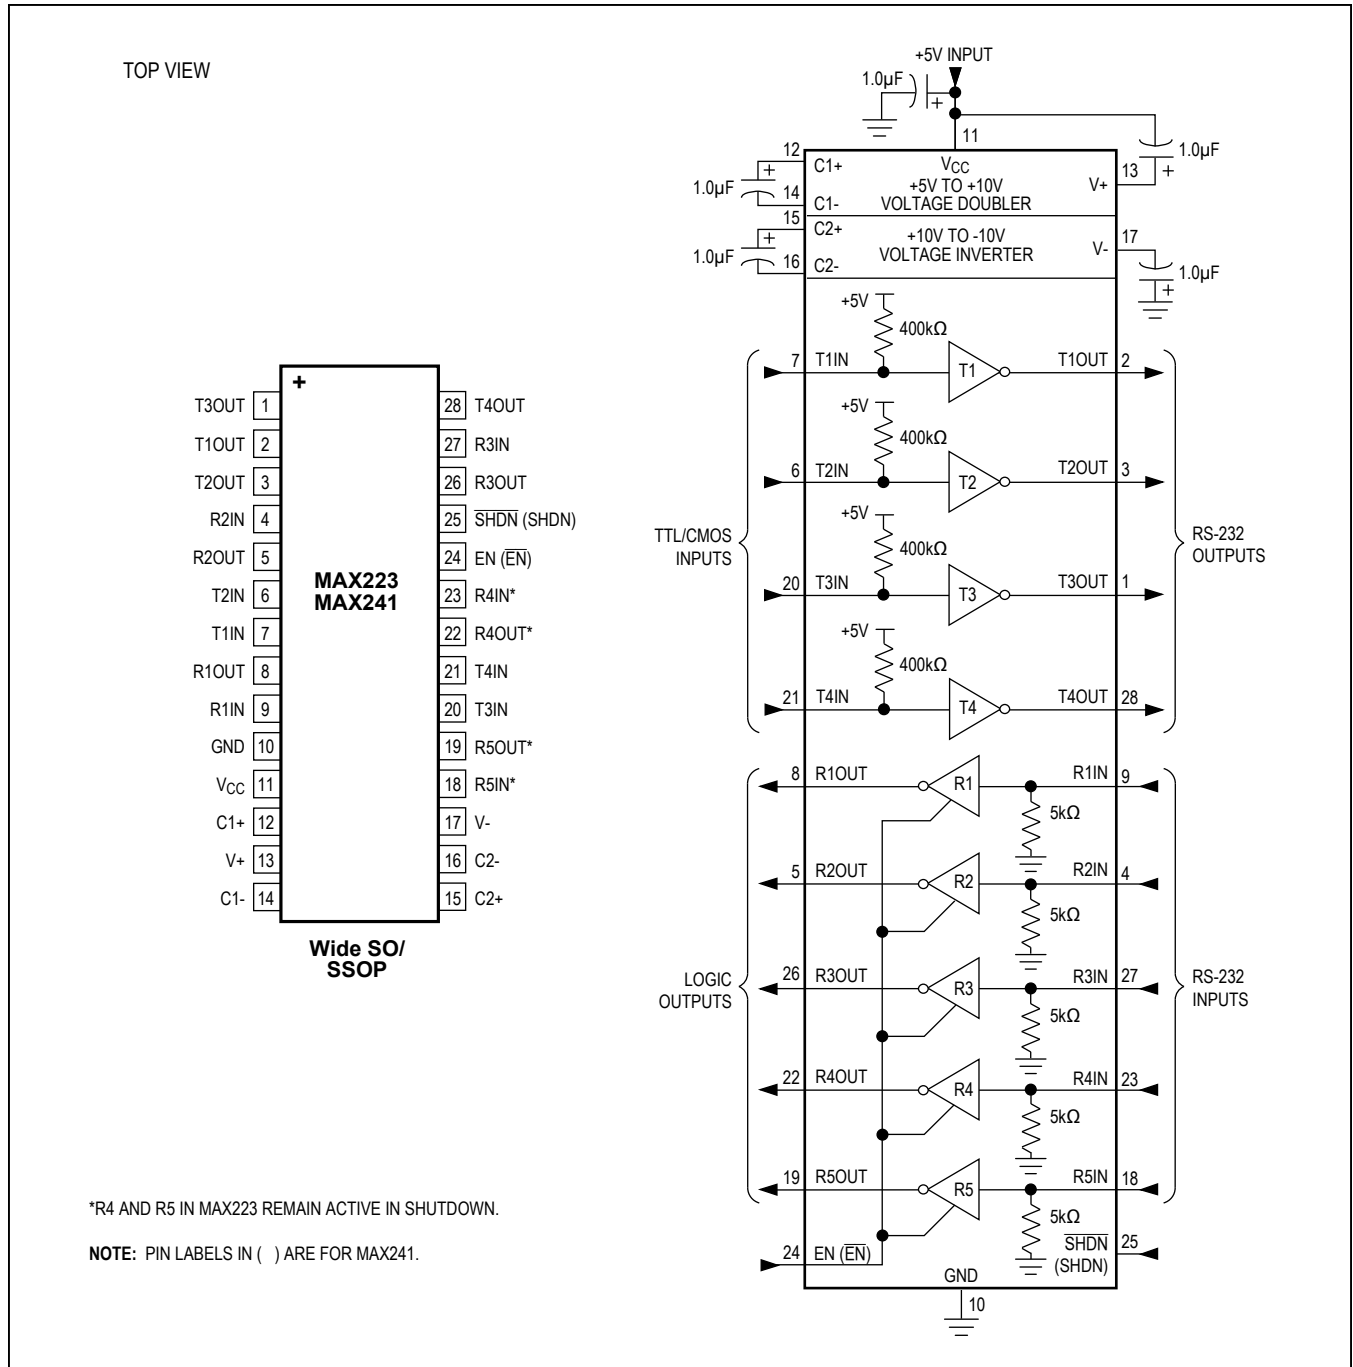 TOP VIEW
T3OUT 1
T1OUT 2
T2OUT 3
R2IN 4
R2OUT 5
T2IN 6
T1IN 7
R1OUT 8
R1IN 9
GND 10
VCC 11
C1+ 12
V+ 13
C1- 14
+
MAX223
MAX241
28 T4OUT
27 R3IN
26 R3OUT
25 S̅H̅D̅N̅ (SHDN)
24 EN (E̅N̅)
23 R4IN*
22 R4OUT*
21 T4IN
20 T3IN
19 R5OUT*
18 R5IN*
17 V-
16 C2-
15 C2+
Wide SO/
SSOP
*R4 AND R5 IN MAX223 REMAIN ACTIVE IN SHUTDOWN.
NOTE: PIN LABELS IN ( ) ARE FOR MAX241.
+5V INPUT
1.0µF
+
11
12
C1+
+
1.0µF
14
C1-
VCC
+5V TO +10V
VOLTAGE DOUBLER
V+
13
+
1.0µF
15
C2+
+
1.0µF
16
C2-
+10V TO -10V
VOLTAGE INVERTER
V-
17
1.0µF
+
TTL/CMOS
INPUTS
+5V
400kΩ
7 T1IN T1 T1OUT 2
+5V
400kΩ
6 T2IN T2 T2OUT 3
+5V
400kΩ
20 T3IN T3 T3OUT 1
+5V
400kΩ
21 T4IN T4 T4OUT 28
RS-232
OUTPUTS
LOGIC
OUTPUTS
8 R1OUT R1 R1IN 9
5kΩ
5 R2OUT R2 R2IN 4
5kΩ
26 R3OUT R3 R3IN 27
5kΩ
22 R4OUT R4 R4IN 23
5kΩ
19 R5OUT R5 R5IN 18
5kΩ
RS-232
INPUTS
24 EN (E̅N̅)
S̅H̅D̅N̅ 25
(SHDN)
GND
10